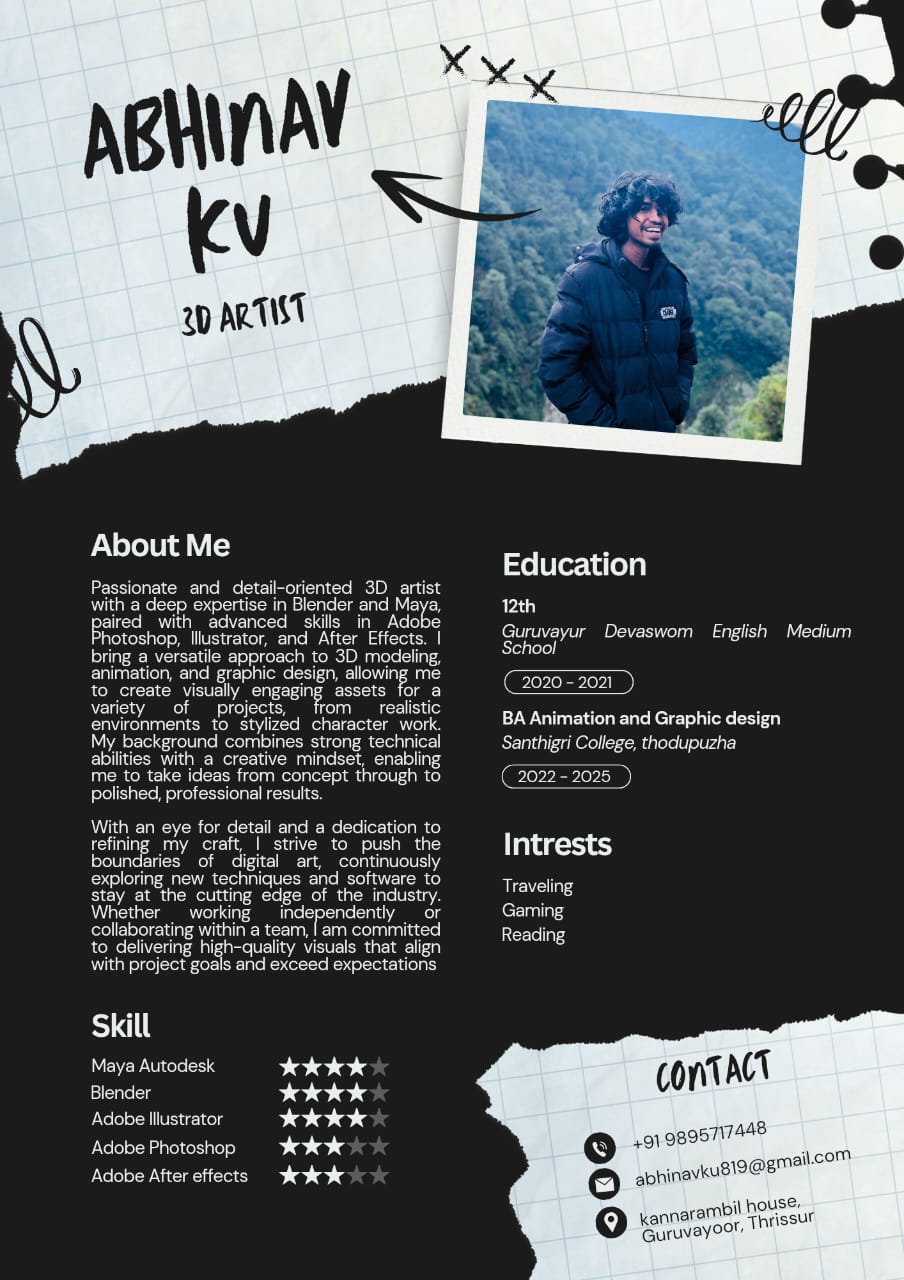 ABHINAV
KV
3D ARTIST
About Me
Passionate and detail-oriented 3D artist
with a deep expertise in Blender and Maya,
paired with advanced skills in Adobe
Photoshop, Illustrator, and After Effects. I
bring a versatile approach to 3D modeling,
animation, and graphic design, allowing me
to create visually engaging assets for a
variety of projects, from realistic
environments to stylized character work.
My background combines strong technical
abilities with a creative mindset, enabling
me to take ideas from concept through to
polished, professional results.
With an eye for detail and a dedication to
refining my craft, I strive to push the
boundaries of digital art, continuously
exploring new techniques and software to
stay at the cutting edge of the industry.
Whether working independently or
collaborating within a team, I am committed
to delivering high-quality visuals that align
with project goals and exceed expectations
Skill
Maya Autodesk
Blender
Adobe Illustrator
Adobe Photoshop
Adobe After effects
Education
12th
Guruvayur Devaswom English Medium
School
2020 - 2021
BA Animation and Graphic design
Santhigri College, thodupuzha
2022 - 2025
Intrests
Traveling
Gaming
Reading
CONTACT
+91 9895717448
abhinavku819@gmail.com
kannarambil house,
Guruvayoor, Thrissur